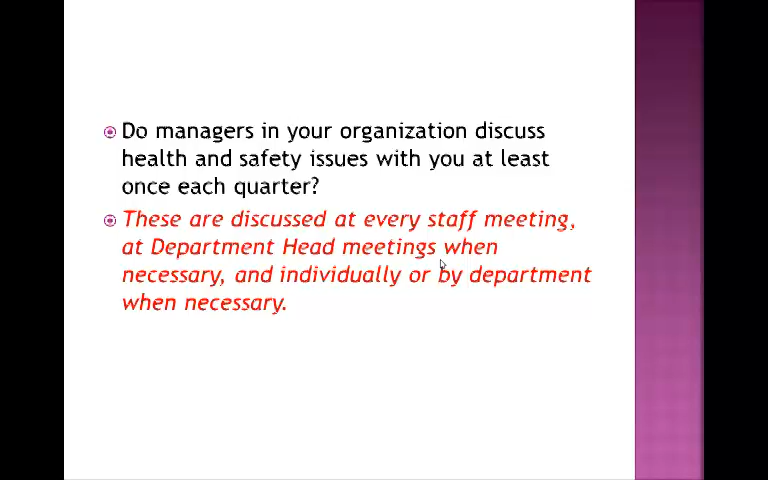 Do managers in your organization discuss
health and safety issues with you at least
once each quarter?
These are discussed at every staff meeting,
at Department Head meetings when
necessary, and individually or by department
when necessary.